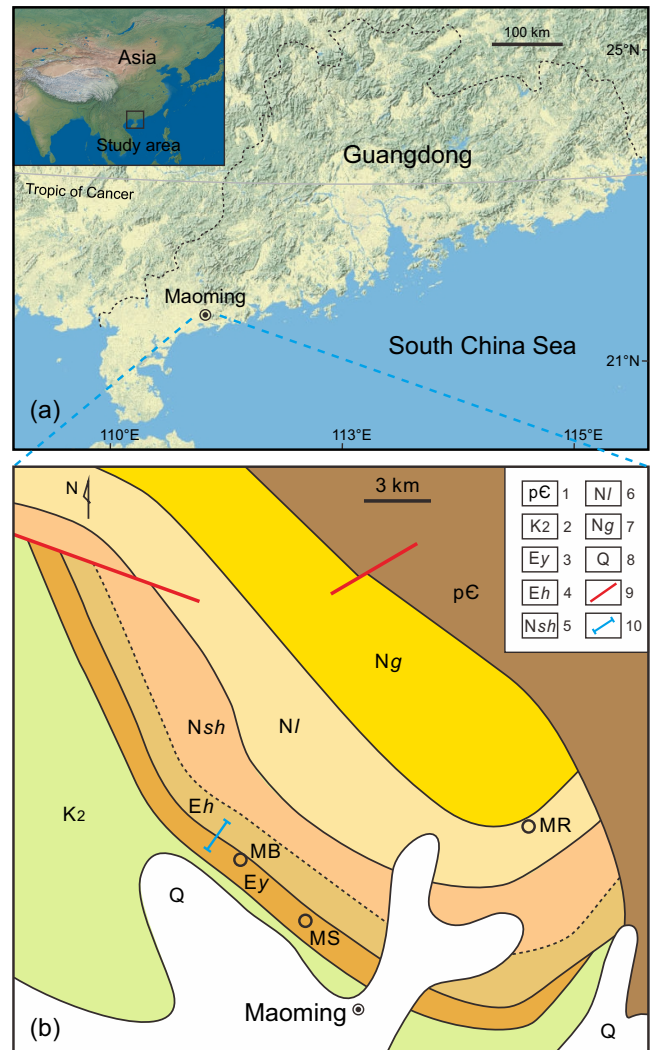 Asia
Study area
100 km
25°N
Guangdong
Tropic of Cancer
Maoming
South China Sea
21°N
(a)
110°E
113°E
115°E
N
3 km
pЄ 1
K2 2
Ey 3
Eh 4
Nsh 5
Nl 6
Ng 7
Q 8
9
10
pЄ
Ng
Nsh
Nl
Eh
K2
MR
MB
Ey
Q
MS
Maoming
(b)
Q